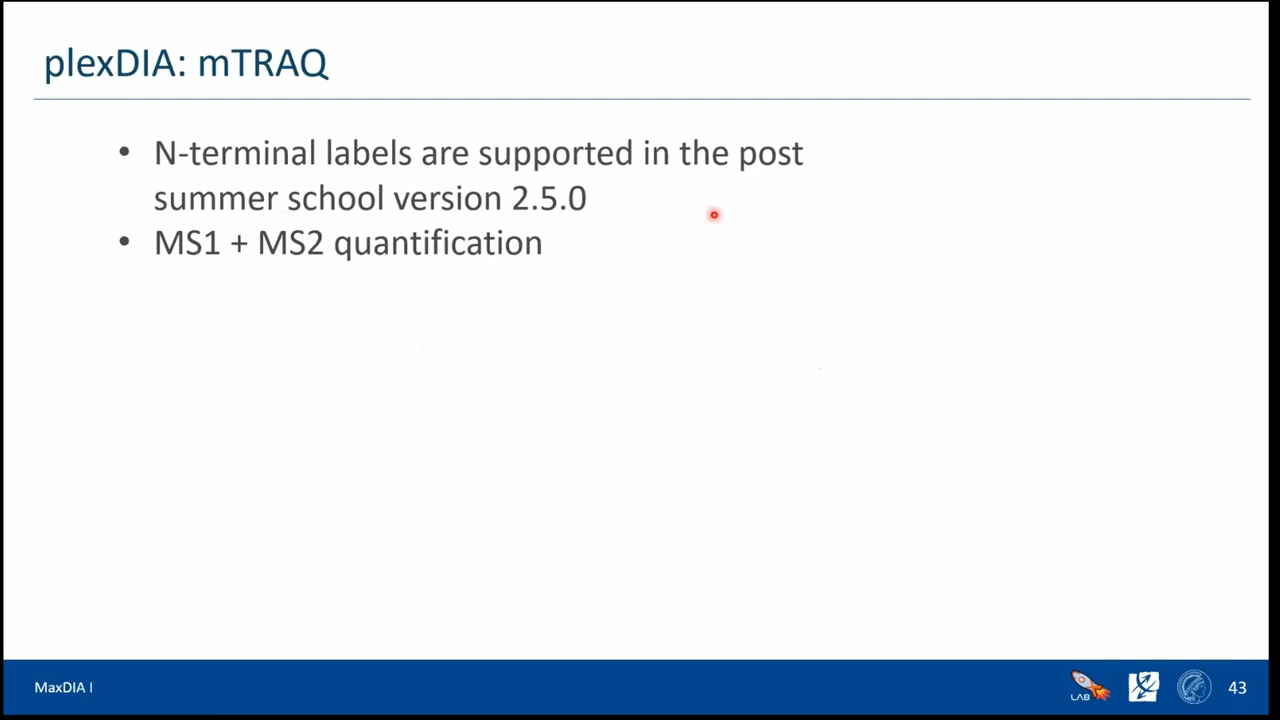 plexDIA: mTRAQ
• N-terminal labels are supported in the post
summer school version 2.5.0
• MS1 + MS2 quantification
MaxDIA I
LAB
43